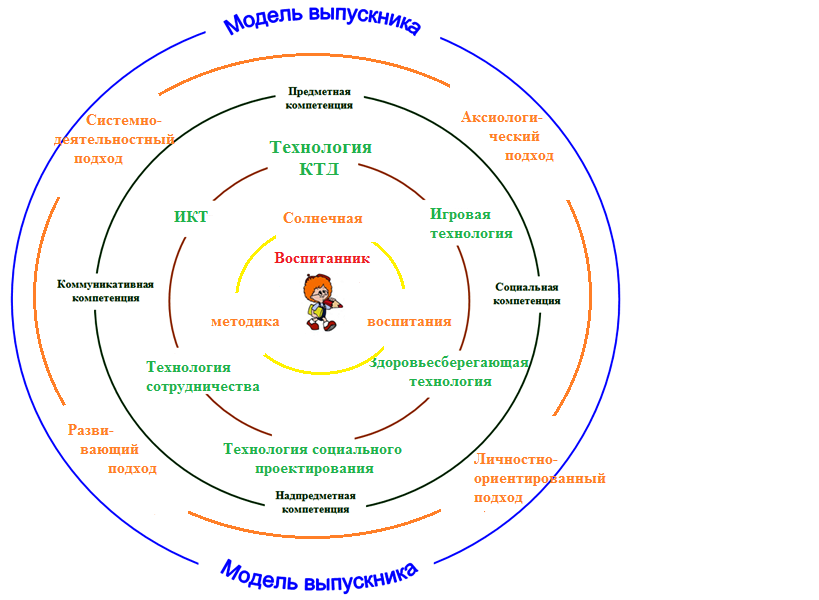 Модель выпускника
Предметная
компетенция
Системно-
деятельностный
подход
Аксиологи-
ческий
подход
Технология
КТД
ИКТ
Солнечная
Игровая
технология
Воспитанник
Коммуникативная
компетенция
Социальная
компетенция
методика
воспитания
Технология
сотрудничества
Здоровьесберегающая
технология
Разви-
вающий
подход
Технология социального
проектирования
Личностно-
ориентированный
подход
Надпредметная
компетенция
Модель выпускника